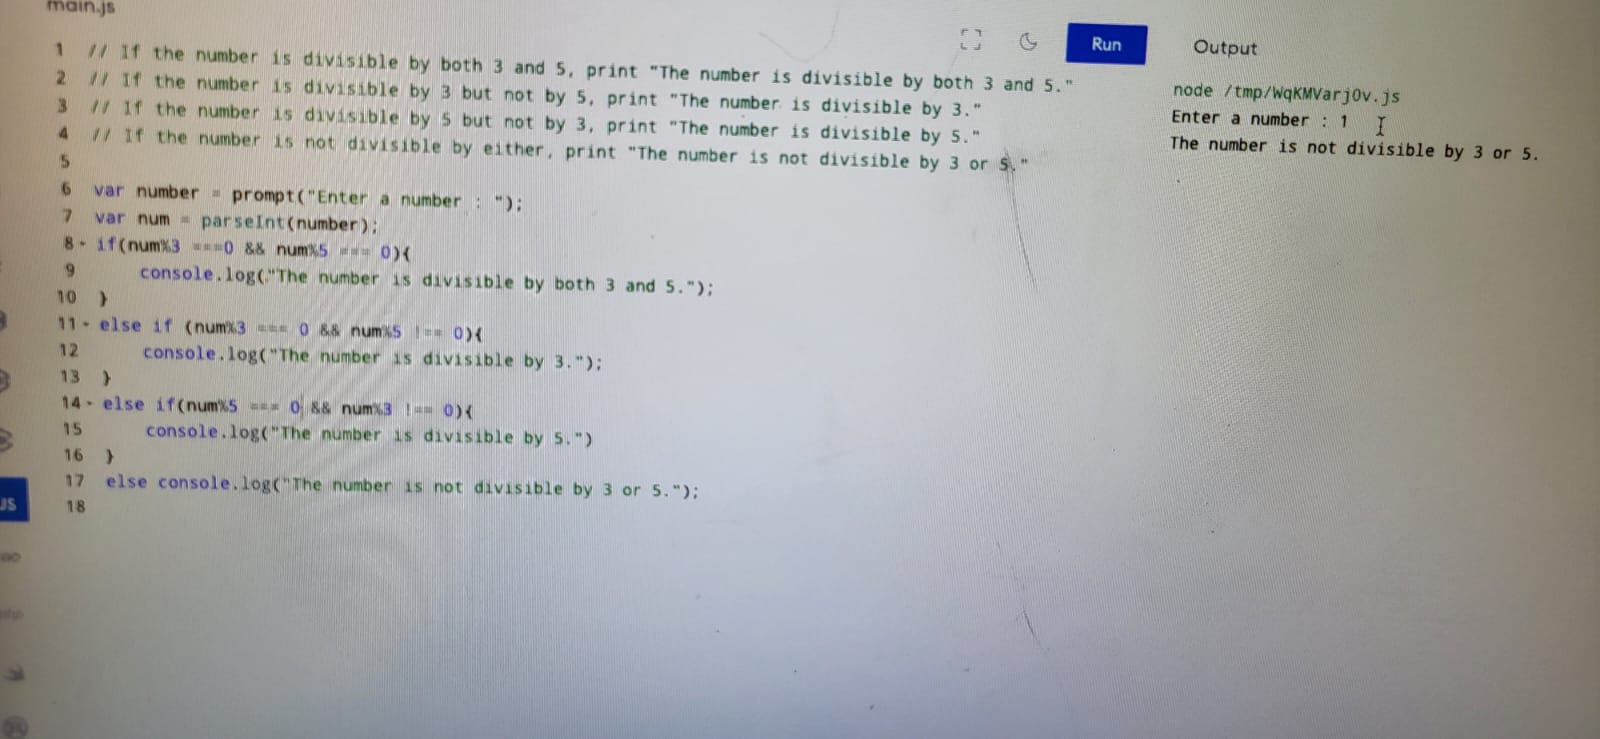 main.js
1 // If the number is divisible by both 3 and 5, print "The number is divisible by both 3 and 5."
2 // If the number is divisible by 3 but not by 5, print "The number is divisible by 3."
3 // If the number is divisible by 5 but not by 3, print "The number is divisible by 5."
4 // If the number is not divisible by either, print "The number is not divisible by 3 or 5."
5
6 var number = prompt("Enter a number : ");
7 var num = parseInt(number);
8 - if(num%3 ===0 && num%5 === 0){
9 console.log("The number is divisible by both 3 and 5.");
10 }
11 - else if (num%3 === 0 && num%5 !== 0){
12 console.log("The number is divisible by 3.");
13 }
14 - else if(num%5 === 0 && num%3 !== 0){
15 console.log("The number is divisible by 5.")
16 }
17 else console.log("The number is not divisible by 3 or 5.");
18
JS
GO
php
Run
Output
node /tmp/WqKMVarj0v.js
Enter a number : 1
The number is not divisible by 3 or 5.